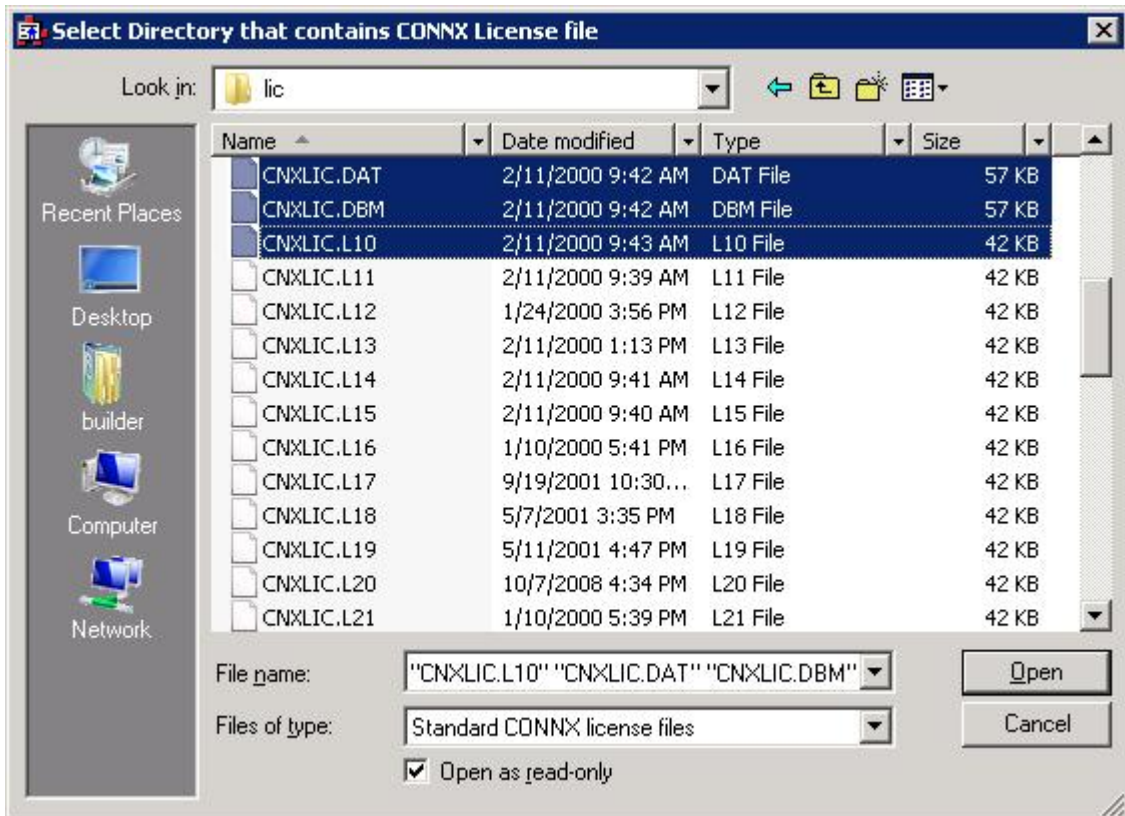 Select Directory that contains CONNX License file
Look in: lic
Name Date modified Type Size
CNXLIC.DAT 2/11/2000 9:42 AM DAT File 57 KB
CNXLIC.DBM 2/11/2000 9:42 AM DBM File 57 KB
CNXLIC.L10 2/11/2000 9:43 AM L10 File 42 KB
CNXLIC.L11 2/11/2000 9:39 AM L11 File 42 KB
CNXLIC.L12 1/24/2000 3:56 PM L12 File 42 KB
CNXLIC.L13 2/11/2000 1:13 PM L13 File 42 KB
CNXLIC.L14 2/11/2000 9:41 AM L14 File 42 KB
CNXLIC.L15 2/11/2000 9:40 AM L15 File 42 KB
CNXLIC.L16 1/10/2000 5:41 PM L16 File 42 KB
CNXLIC.L17 9/19/2001 10:30... L17 File 42 KB
CNXLIC.L18 5/7/2001 3:35 PM L18 File 42 KB
CNXLIC.L19 5/11/2001 4:47 PM L19 File 42 KB
CNXLIC.L20 10/7/2008 4:34 PM L20 File 42 KB
CNXLIC.L21 1/10/2000 5:39 PM L21 File 42 KB
Recent Places
Desktop
builder
Computer
Network
File name: "CNXLIC.L10" "CNXLIC.DAT" "CNXLIC.DBM" Open
Files of type: Standard CONNX license files Cancel
Open as read-only